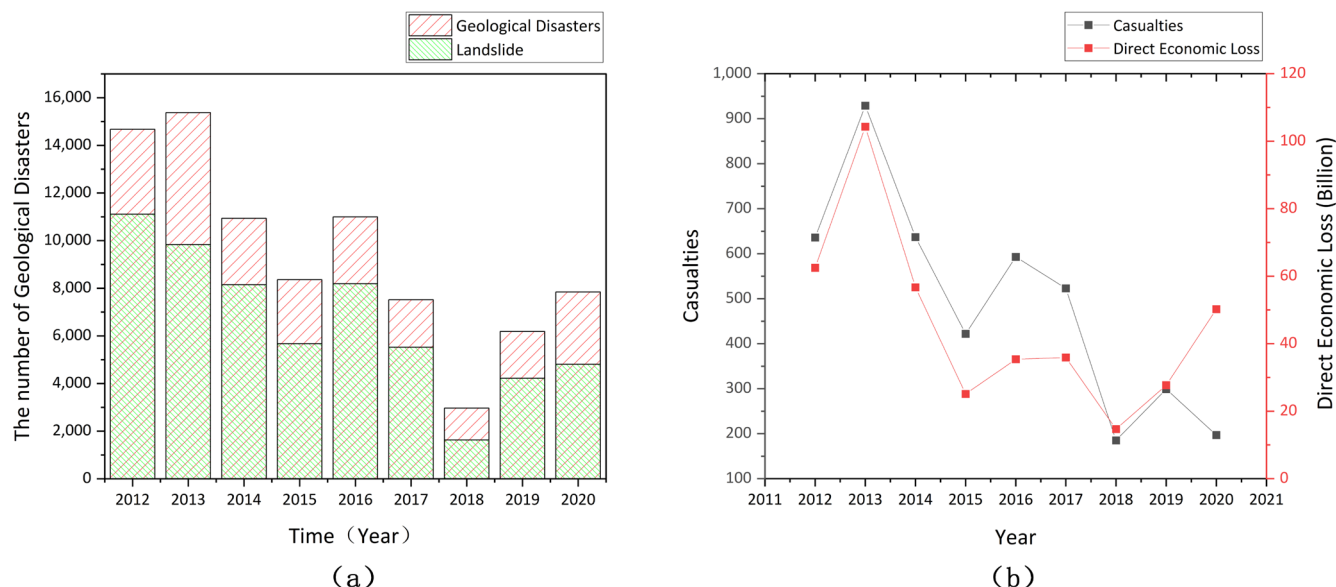 Geological Disasters
Landslide
The number of Geological Disasters
16,000
14,000
12,000
10,000
8,000
6,000
4,000
2,000
0
2012 2013 2014 2015 2016 2017 2018 2019 2020
Time（Year）
(a)
Casualties
Direct Economic Loss
Casualties
1,000
900
800
700
600
500
400
300
200
100
2011 2012 2013 2014 2015 2016 2017 2018 2019 2020 2021
Year
120
100
80
60
40
20
0
Direct Economic Loss (Billion)
(b)